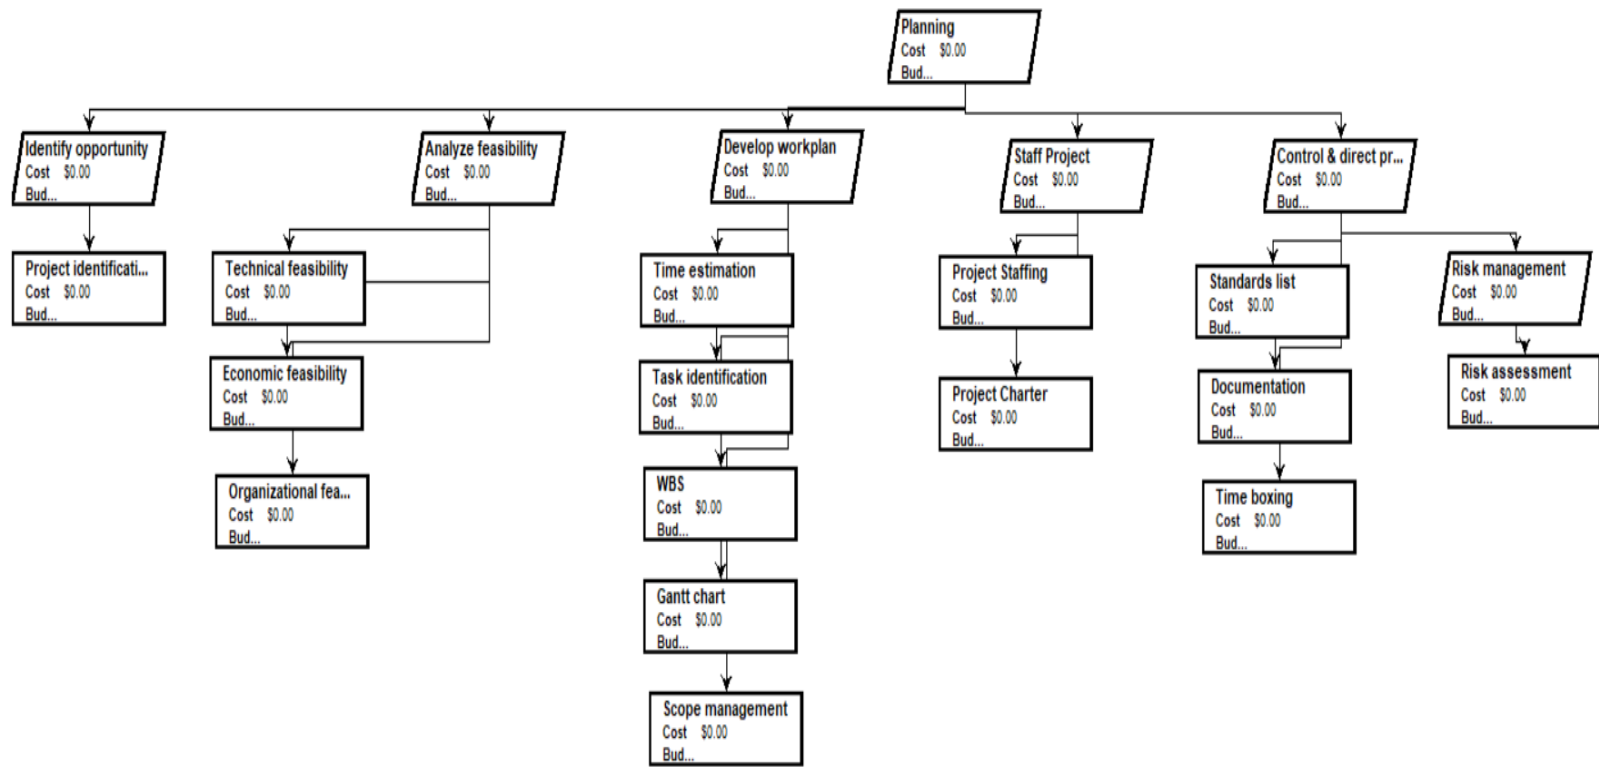 Planning
Cost $0.00
Bud...
Identify opportunity
Cost $0.00
Bud...
Analyze feasibility
Cost $0.00
Bud...
Develop workplan
Cost $0.00
Bud...
Staff Project
Cost $0.00
Bud...
Control & direct pr...
Cost $0.00
Bud...
Project identificati...
Cost $0.00
Bud...
Technical feasibility
Cost $0.00
Bud...
Time estimation
Cost $0.00
Bud...
Project Staffing
Cost $0.00
Bud...
Standards list
Cost $0.00
Bud...
Risk management
Cost $0.00
Bud...
Economic feasibility
Cost $0.00
Bud...
Task identification
Cost $0.00
Bud...
Project Charter
Cost $0.00
Bud...
Documentation
Cost $0.00
Bud...
Risk assessment
Cost $0.00
Bud...
Organizational fea...
Cost $0.00
Bud...
WBS
Cost $0.00
Bud...
Time boxing
Cost $0.00
Bud...
Gantt chart
Cost $0.00
Bud...
Scope management
Cost $0.00
Bud...